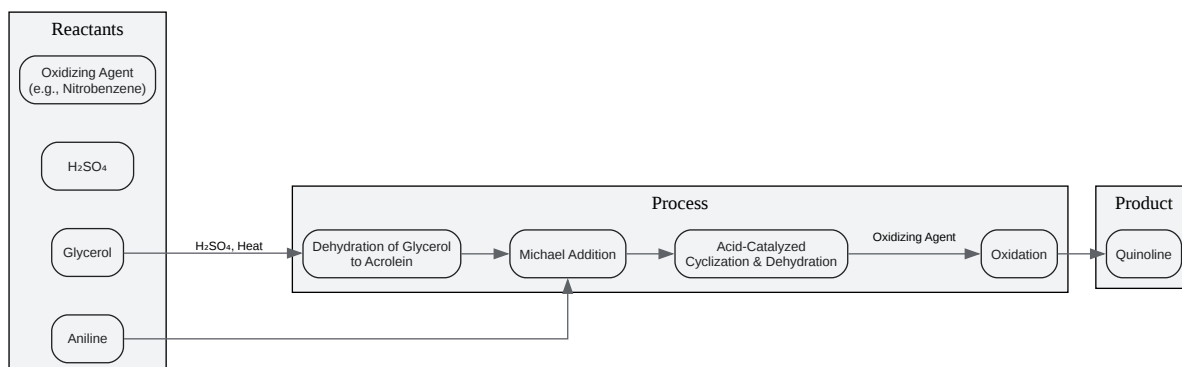 Reactants
Oxidizing Agent
(e.g., Nitrobenzene)
H₂SO₄
Glycerol
Aniline
H₂SO₄, Heat
Process
Dehydration of Glycerol
to Acrolein
Michael Addition
Acid-Catalyzed
Cyclization & Dehydration
Oxidizing Agent
Oxidation
Product
Quinoline